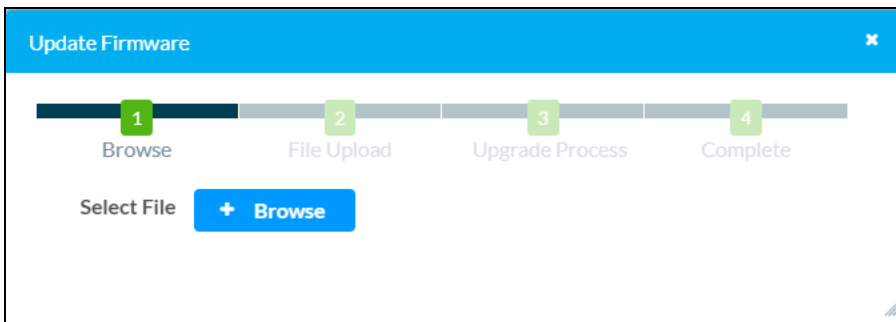 Update Firmware
1 2 3 4
Browse File Upload Upgrade Process Complete
Select File + Browse